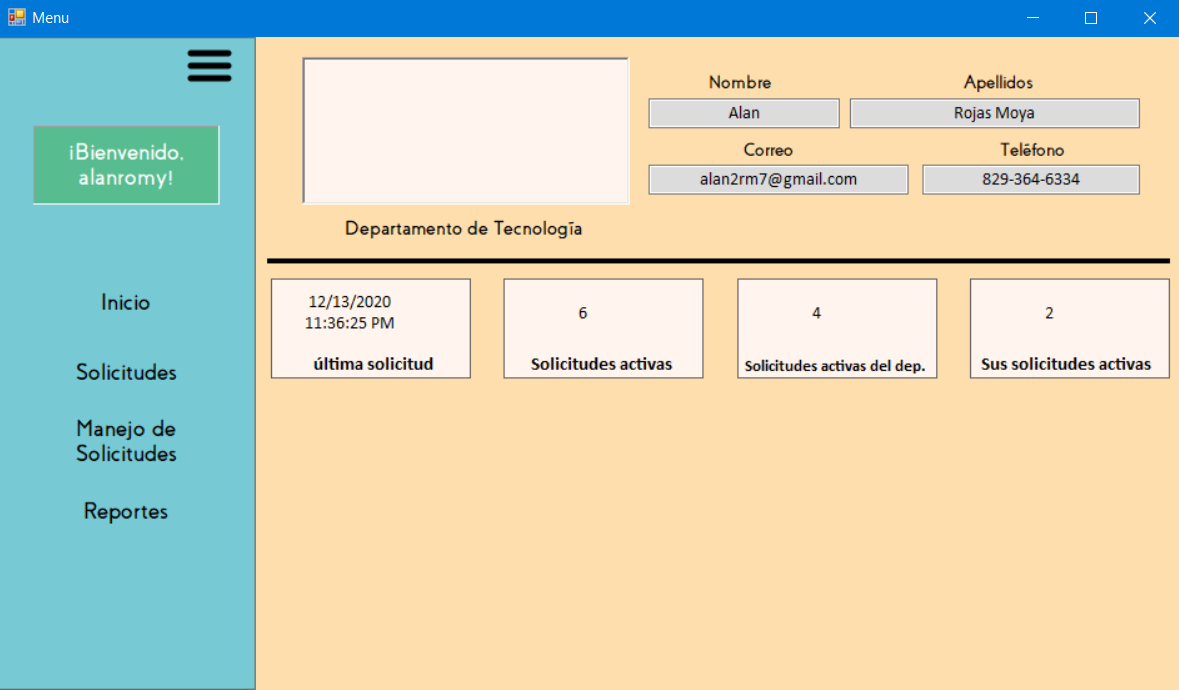 Menu
¡Bienvenido,
alanromy!
Inicio
Solicitudes
Manejo de
Solicitudes
Reportes
Nombre
Apellidos
Alan
Rojas Moya
Correo
Teléfono
alan2rm7@gmail.com
829-364-6334
Departamento de Tecnología
12/13/2020
11:36:25 PM
última solicitud
6
Solicitudes activas
4
Solicitudes activas del dep.
2
Sus solicitudes activas